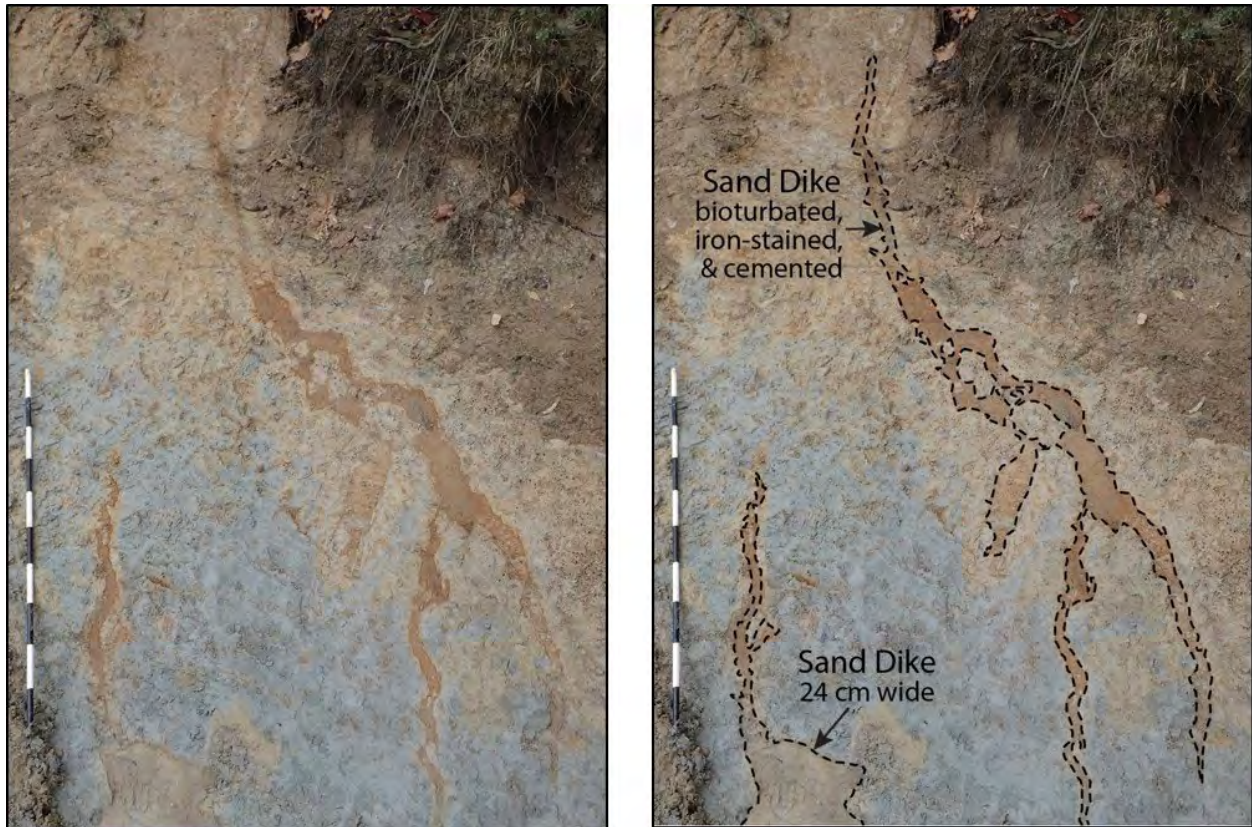 Sand Dike
bioturbated,
iron-stained,
& cemented
Sand Dike
24 cm wide